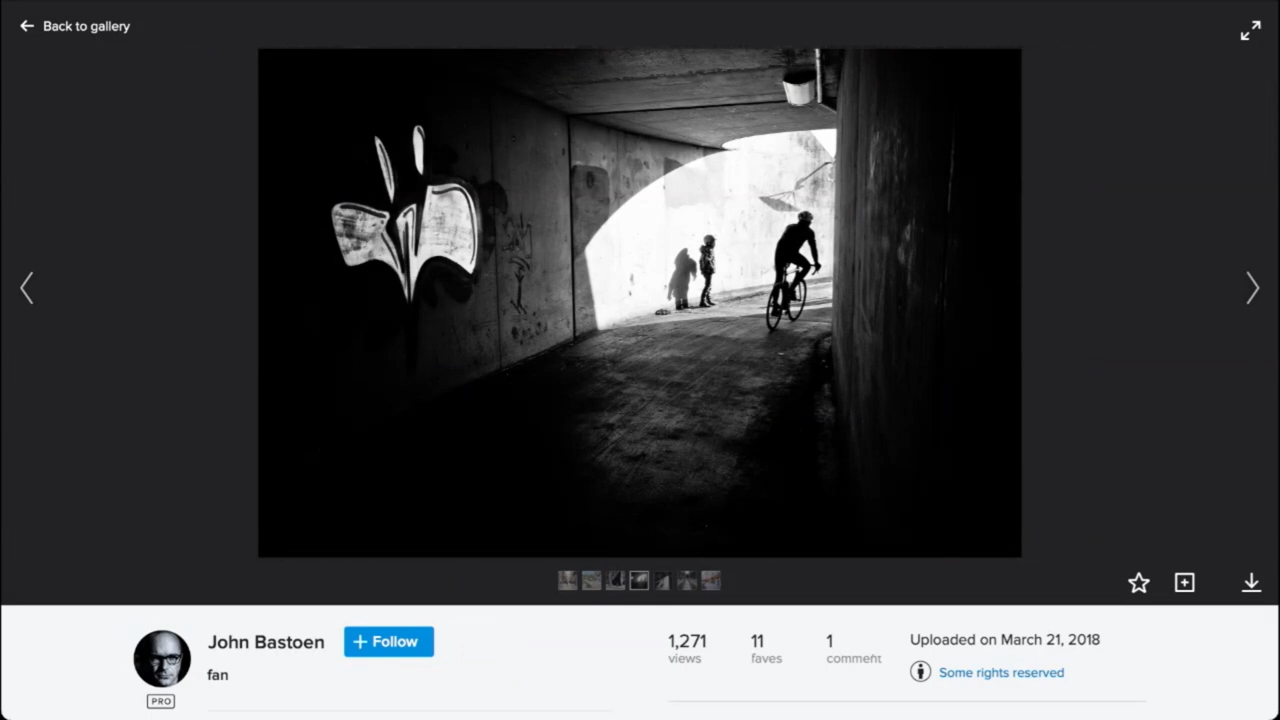 Back to gallery
John Bastoen
+ Follow
fan
PRO
1,271
views
11
faves
1
comment
Uploaded on March 21, 2018
Some rights reserved